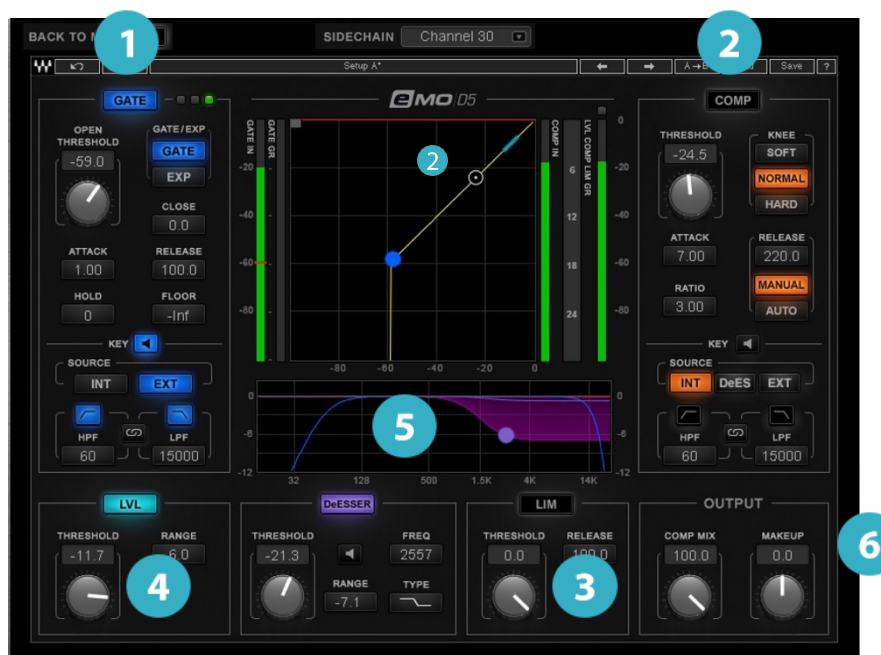 BACK TO M
1
SIDECHAIN Channel 30
2
Setup A*
Save ?
GATE
eMO D5
COMP
OPEN THRESHOLD
-59.0
GATE/EXP
GATE
EXP
CLOSE
0.0
ATTACK
1.00
RELEASE
100.0
HOLD
0
FLOOR
-Inf
KEY
SOURCE
INT EXT
HPF LPF
60 15000
GATE IN
GATE GR
0
-20
-40
-60
-80
2
-80 -60 -40 -20 0
COMP IN
6
12
18
24
LVL COMP LIM GR
0
-20
-40
-60
-80
THRESHOLD
-24.5
KNEE
SOFT
NORMAL
HARD
ATTACK
7.00
RELEASE
220.0
MANUAL
AUTO
RATIO
3.00
KEY
SOURCE
INT DeES EXT
HPF LPF
60 15000
0
-6
-12
5
0
-6
-12
32 128 500 1.5K 4K 14K
LVL
THRESHOLD RANGE
-11.7 6.0
4
DeESSER
THRESHOLD FREQ
-21.3 2557
RANGE TYPE
-7.1
LIM
THRESHOLD RELEASE
0.0 100.0
3
OUTPUT
COMP MIX MAKEUP
100.0 0.0
6